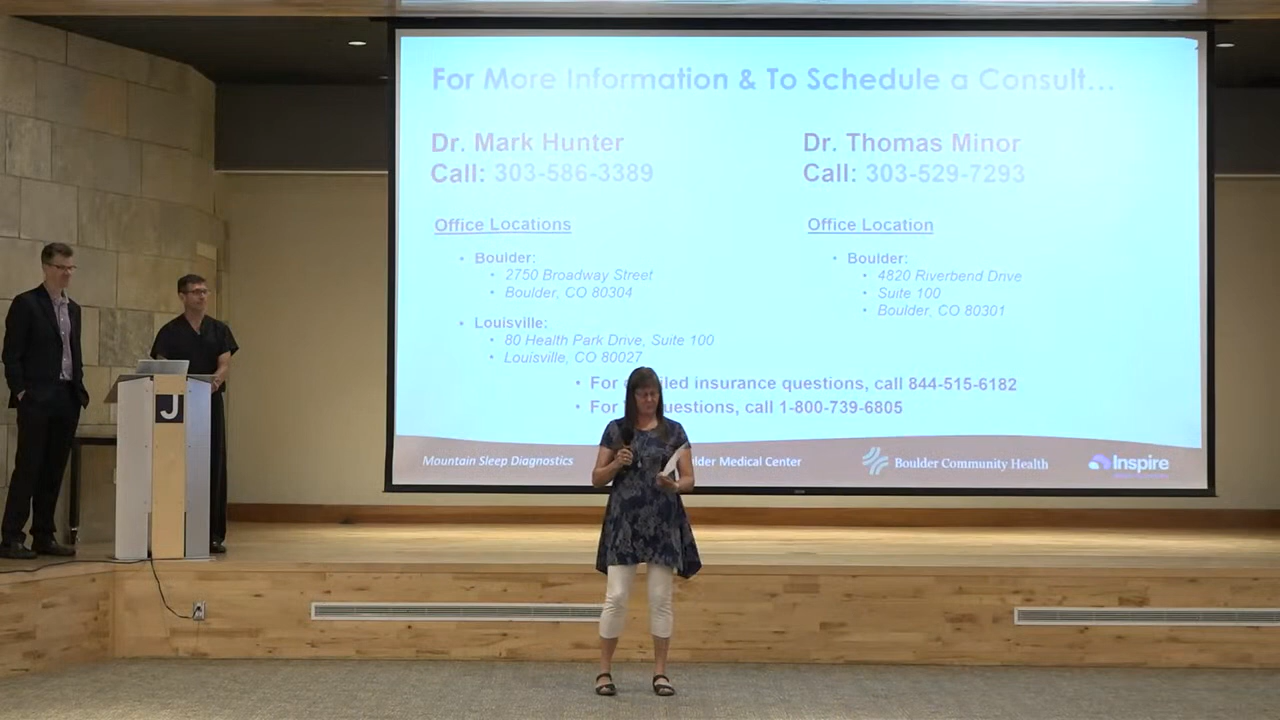 For More Information & To Schedule a Consult...
Dr. Mark Hunter
Call: 303-586-3389
Office Locations
• Boulder:
• 2750 Broadway Street
• Boulder, CO 80304
• Louisville:
• 80 Health Park Drive, Suite 100
• Louisville, CO 80027
Dr. Thomas Minor
Call: 303-529-7293
Office Location
• Boulder:
• 4820 Riverbend Drive
• Suite 100
• Boulder, CO 80301
• For insurance questions, call 844-515-6182
• For questions, call 1-800-739-6805
Mountain Sleep Diagnostics
Medical Center
Boulder Community Health
Inspire
J